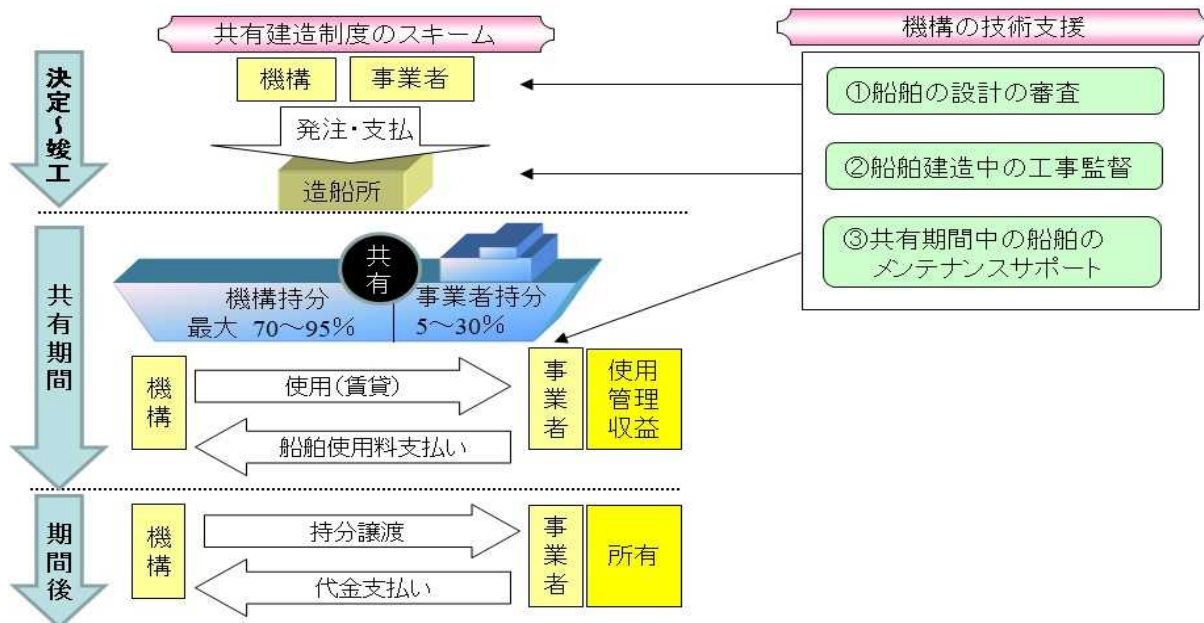 共有建造制度のスキーム
機構の技術支援
決定～竣工
機構
事業者
発注・支払
造船所
①船舶の設計の審査
②船舶建造中の工事監督
③共有期間中の船舶の
メンテナンスサポート
共有期間
共有
機構持分
最大 70～95%
事業者持分
5～30%
機構
使用（賃貸）
船舶使用料支払い
事業者
使用
管理
収益
期間後
機構
持分譲渡
代金支払い
事業者
所有